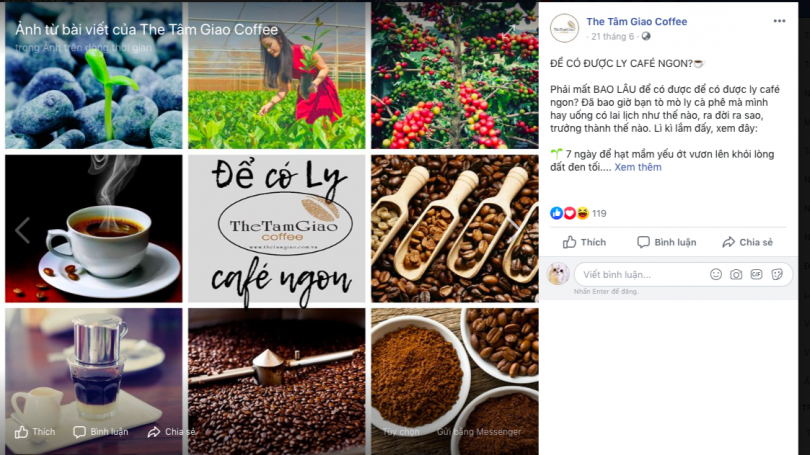 Ảnh từ bài viết của The Tâm Giao Coffee
trong Ảnh trên dòng thời gian
Để có Ly
TheTamGiao
coffee
www.thetamgiao.com.vn
café ngon
Thích Bình luận Chia sẻ
Tùy chọn Gửi bằng Messenger
The Tâm Giao Coffee
21 tháng 6
ĐỂ CÓ ĐƯỢC LY CAFÉ NGON?☕
Phải mất BAO LÂU để có được để có được ly café
ngon? Đã bao giờ bạn tò mò ly cà phê mà mình
hay uống có lai lịch như thế nào, ra đời ra sao,
trưởng thành thế nào. Lì kì lắm đấy, xem đây:
🌱 7 ngày để hạt mầm yếu ớt vươn lên khỏi lòng
đất đen tối.... Xem thêm
119
Thích Bình luận Chia sẻ
Viết bình luận...
GIF
Nhấn Enter để đăng.